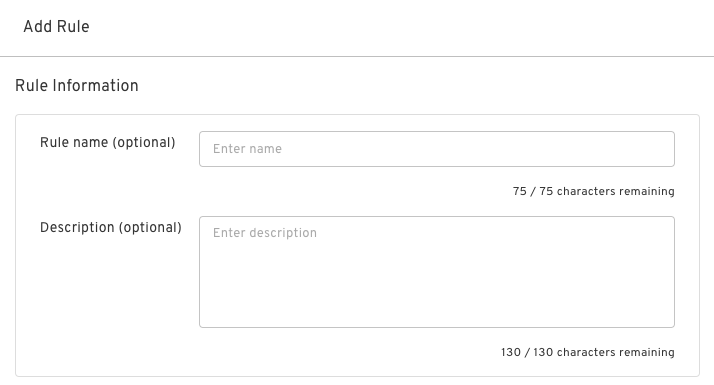 Add Rule
Rule Information
Rule name (optional)
Enter name
75 / 75 characters remaining
Description (optional)
Enter description
130 / 130 characters remaining